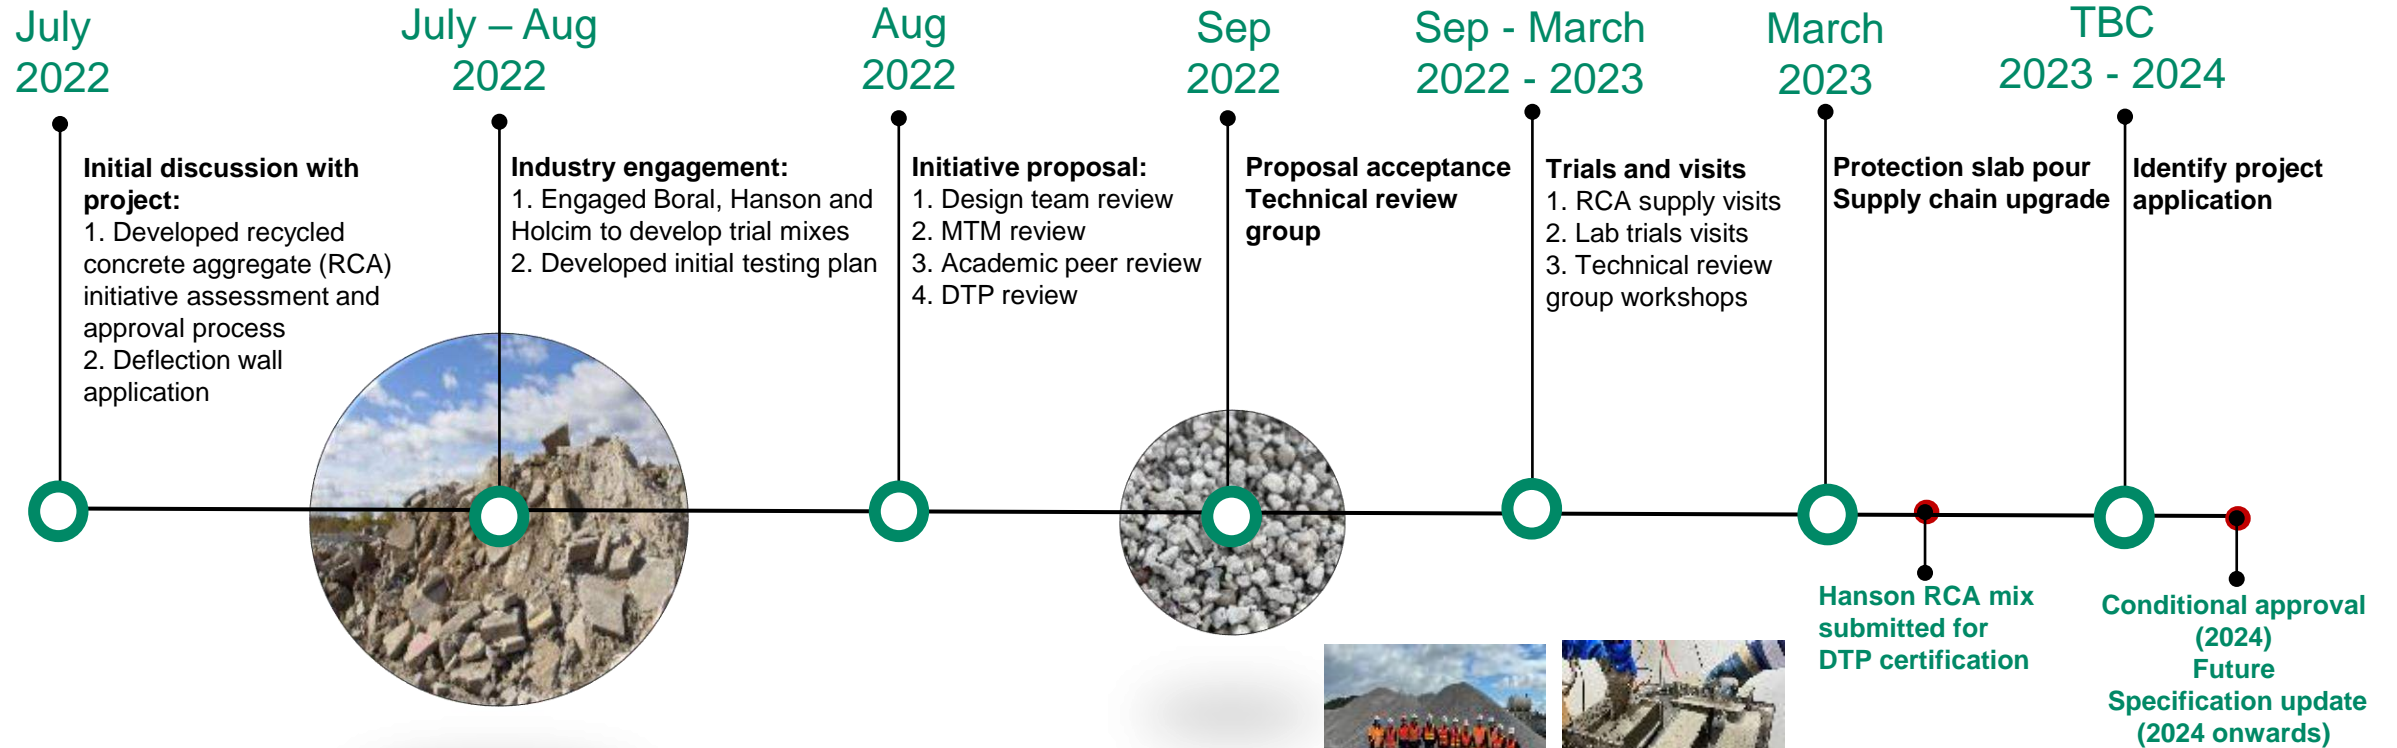 July
2022
Initial discussion with
project:
1. Developed recycled
concrete aggregate (RCA)
initiative assessment and
approval process
2. Deflection wall
application
July – Aug
2022
Industry engagement:
1. Engaged Boral, Hanson and
Holcim to develop trial mixes
2. Developed initial testing plan
Aug
2022
Initiative proposal:
1. Design team review
2. MTM review
3. Academic peer review
4. DTP review
Sep
2022
Proposal acceptance
Technical review
group
Sep - March
2022 - 2023
Trials and visits
1. RCA supply visits
2. Lab trials visits
3. Technical review
group workshops
March
2023
Protection slab pour
Supply chain upgrade
Hanson RCA mix
submitted for
DTP certification
TBC
2023 - 2024
Identify project
application
Conditional approval
(2024)
Future
Specification update
(2024 onwards)